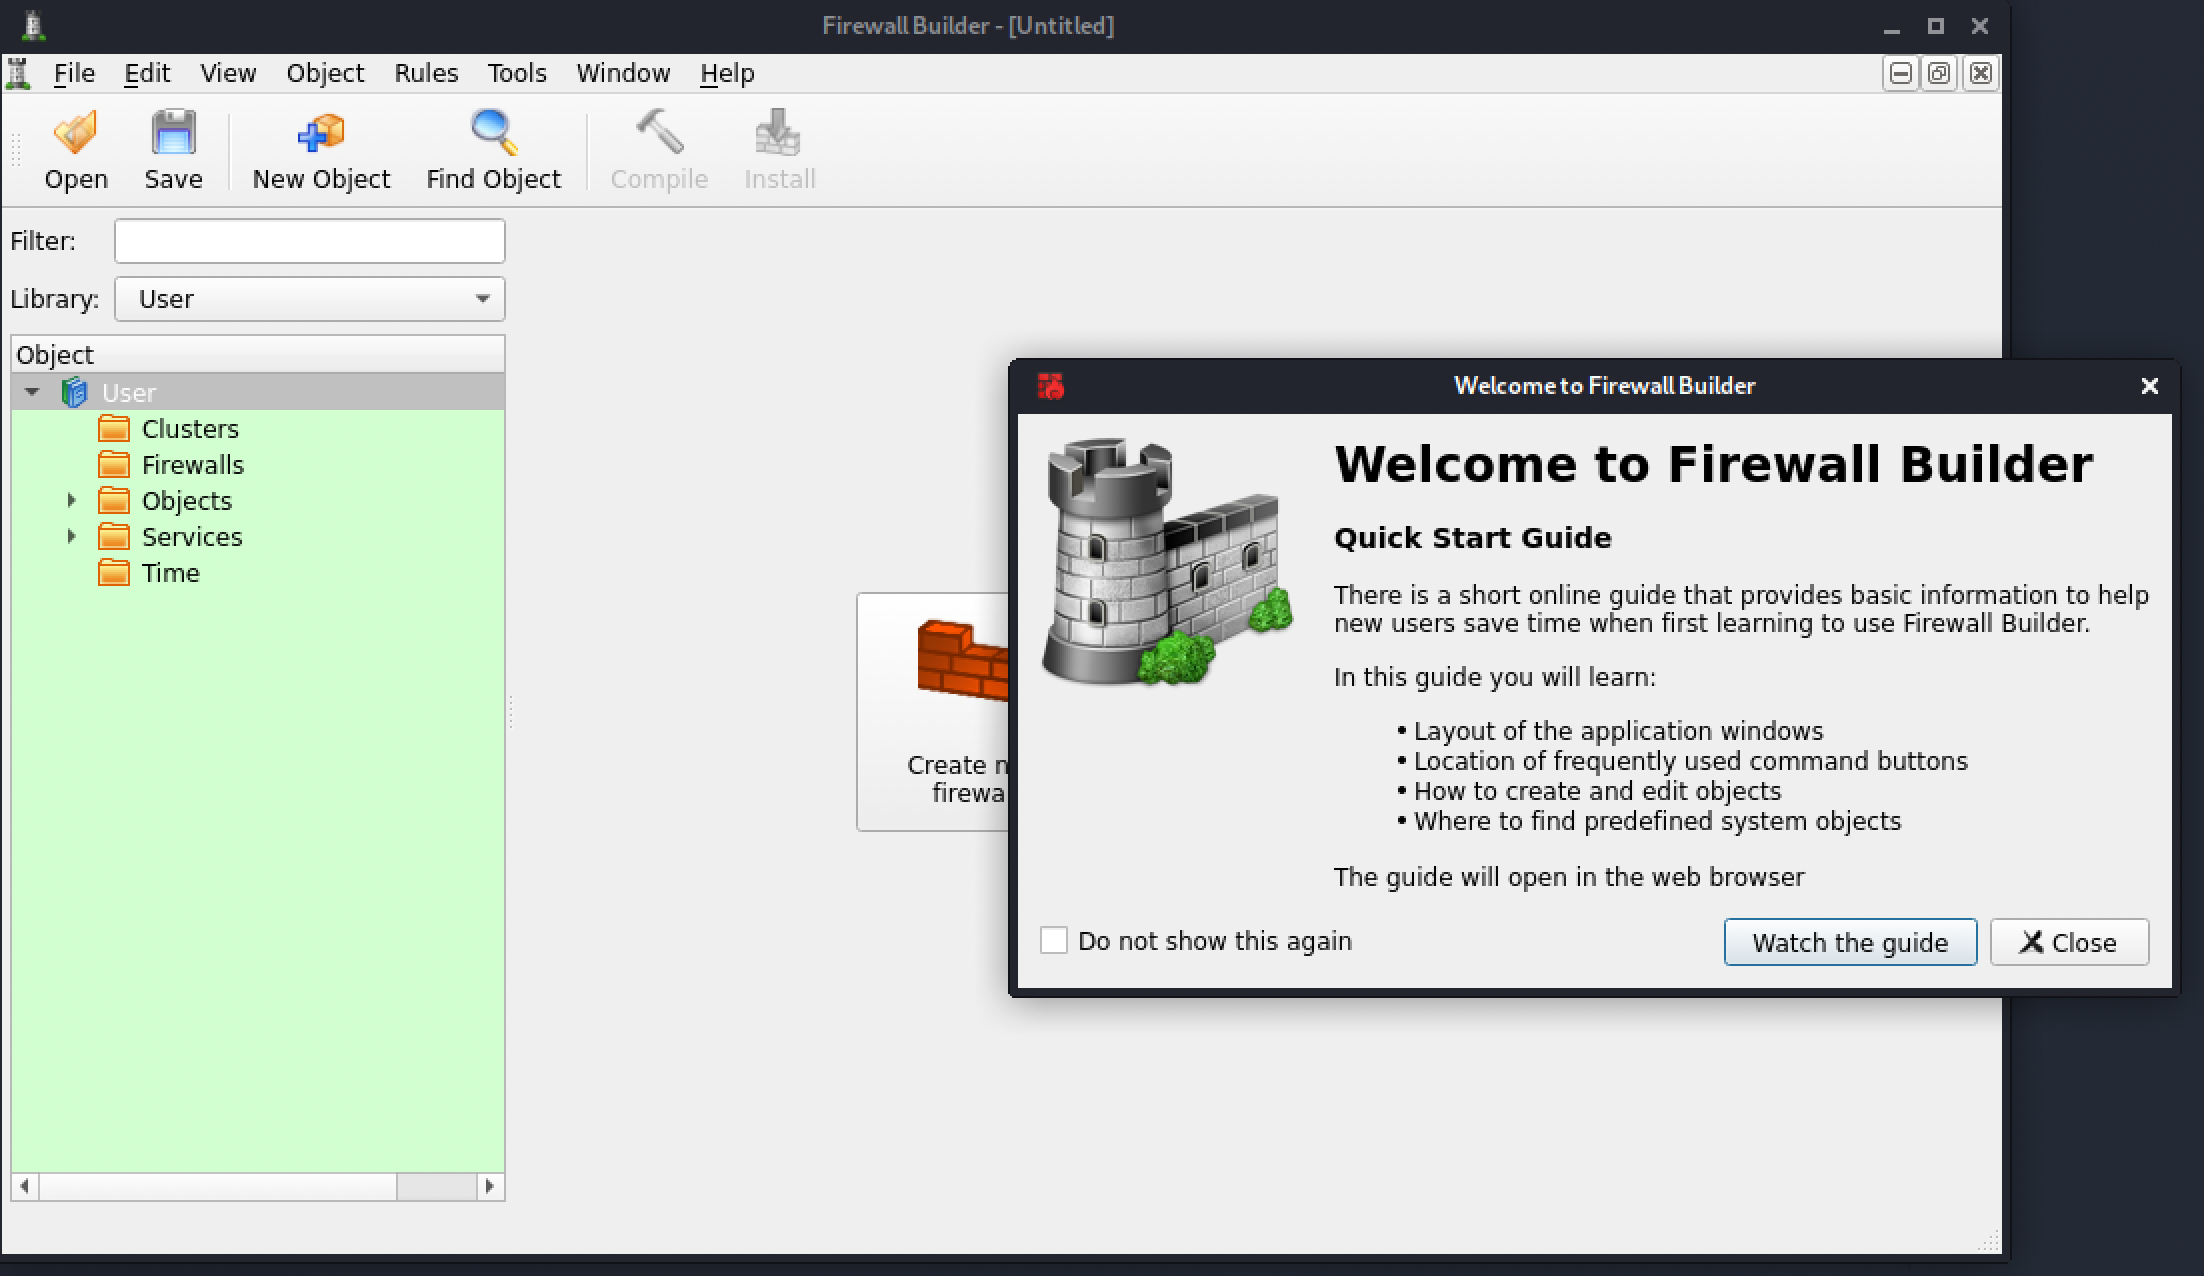 Firewall Builder - [Untitled]
File Edit View Object Rules Tools Window Help
Open Save New Object Find Object Compile Install
Filter:
Library: User
Object
User
Clusters
Firewalls
Objects
Services
Time
Create n
firewa
Welcome to Firewall Builder
Welcome to Firewall Builder
Quick Start Guide
There is a short online guide that provides basic information to help
new users save time when first learning to use Firewall Builder.
In this guide you will learn:
• Layout of the application windows
• Location of frequently used command buttons
• How to create and edit objects
• Where to find predefined system objects
The guide will open in the web browser
Do not show this again Watch the guide Close